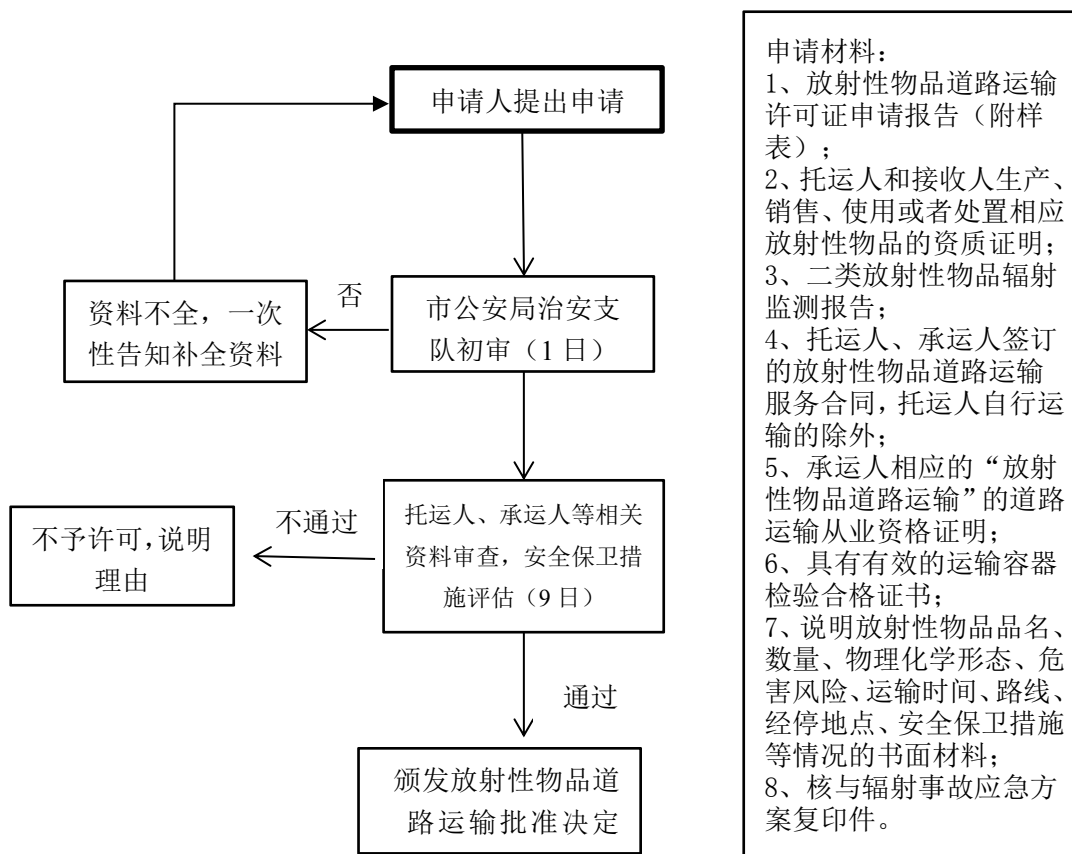 申请人提出申请
否
资料不全，一次
性告知补全资料
市公安局治安支
队初审（1 日）
不通过
不予许可，说明
理由
托运人、承运人等相关
资料审查，安全保卫措
施评估（9 日）
通过
颁发放射性物品道
路运输批准决定
申请材料：
1、放射性物品道路运输
许可证申请报告（附样
表）；
2、托运人和接收人生产、
销售、使用或者处置相应
放射性物品的资质证明；
3、二类放射性物品辐射
监测报告；
4、托运人、承运人签订
的放射性物品道路运输
服务合同，托运人自行运
输的除外；
5、承运人相应的“放射
性物品道路运输”的道路
运输从业资格证明；
6、具有有效的运输容器
检验合格证书；
7、说明放射性物品品名、
数量、物理化学形态、危
害风险、运输时间、路线、
经停地点、安全保卫措施
等情况的书面材料；
8、核与辐射事故应急方
案复印件。